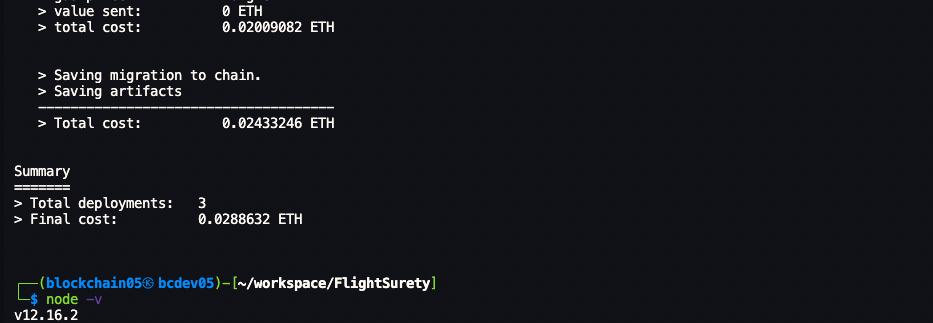 > value sent: 0 ETH
> total cost: 0.02009082 ETH
> Saving migration to chain.
> Saving artifacts
-------------------------------------
> Total cost: 0.02433246 ETH
Summary
=======
> Total deployments: 3
> Final cost: 0.0288632 ETH
┌──(blockchain05㉿ bcdev05)-[~/workspace/FlightSurety]
└─$ node -v
v12.16.2